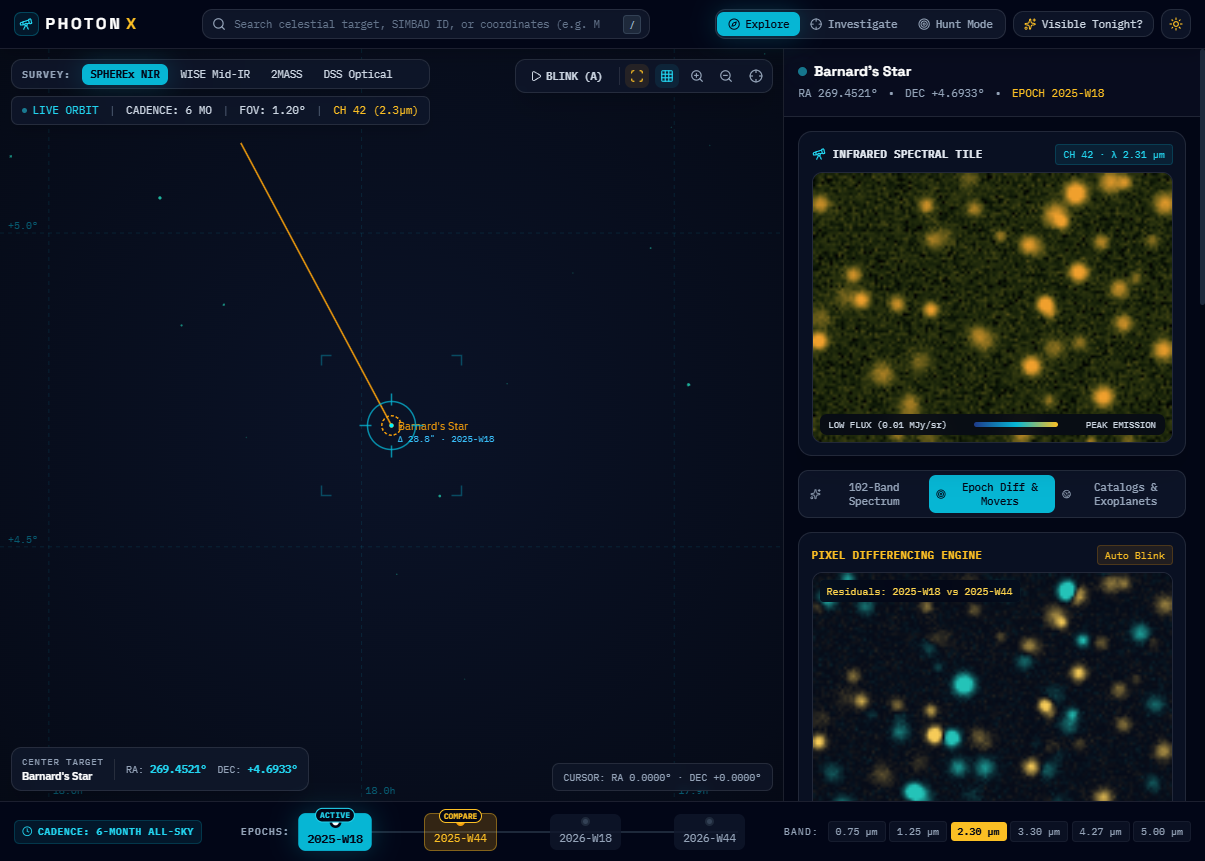 PHOTON X
Search celestial target, SIMBAD ID, or coordinates (e.g. M
/
Explore
Investigate
Hunt Mode
Visible Tonight?
SURVEY:
SPHEREx NIR
WISE Mid-IR
2MASS
DSS Optical
LIVE ORBIT | CADENCE: 6 MO | FOV: 1.20° | CH 42 (2.3μm)
BLINK (A)
+5.0°
Barnard's Star
Δ 28.8" · 2025-W18
+4.5°
CENTER TARGET
Barnard's Star
RA: 269.4521° DEC: +4.6933°
CURSOR: RA 0.0000° · DEC +0.0000°
18.0h
Barnard's Star
RA 269.4521° • DEC +4.6933° • EPOCH 2025-W18
INFRARED SPECTRAL TILE
CH 42 · λ 2.31 μm
LOW FLUX (0.01 MJy/sr)
PEAK EMISSION
102-Band
Spectrum
Epoch Diff &
Movers
Catalogs &
Exoplanets
PIXEL DIFFERENCING ENGINE
Auto Blink
Residuals: 2025-W18 vs 2025-W44
CADENCE: 6-MONTH ALL-SKY
EPOCHS:
ACTIVE
2025-W18
COMPARE
2025-W44
2026-W18
2026-W44
BAND:
0.75 μm
1.25 μm
2.30 μm
3.30 μm
4.27 μm
5.00 μm